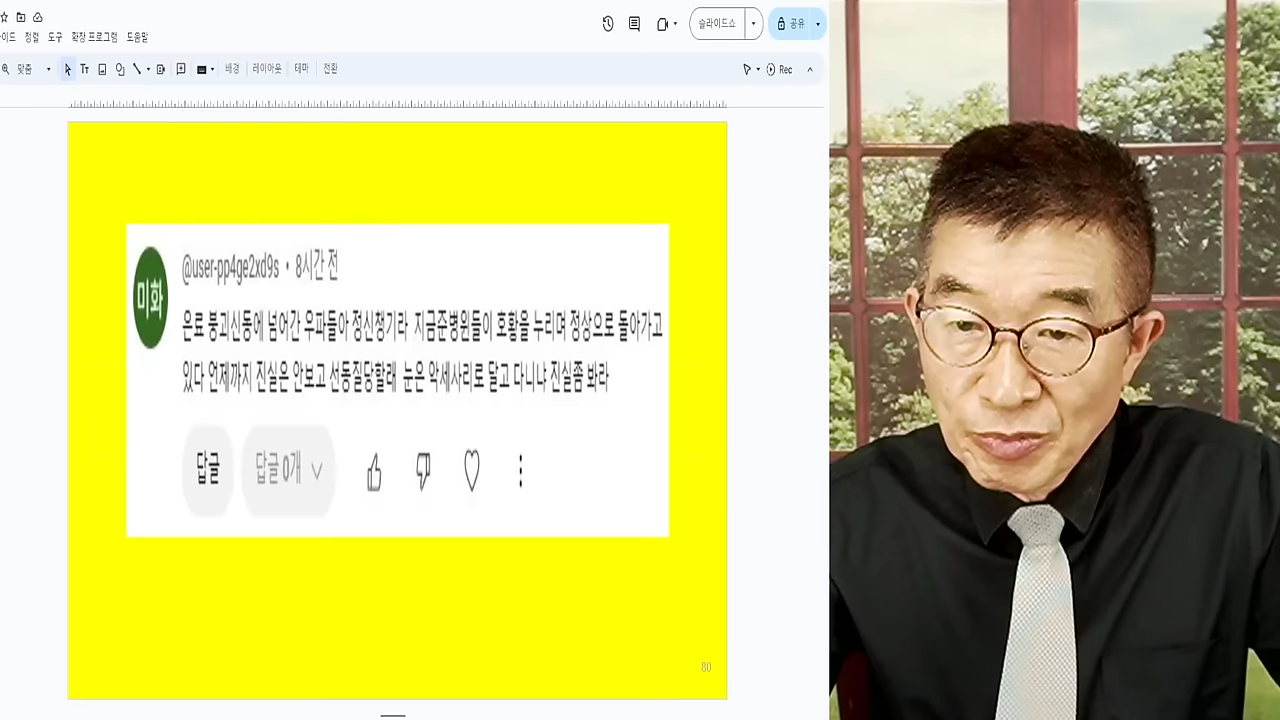 이드 정렬 도구 확장 프로그램 도움말
슬라이드쇼
공유
맞춤
배경
레이아웃
테마
전환
Rec
미화
@user-pp4ge2xd9s • 8시간 전
은료 붕괴신동에 넘어간 우파들아 정신챙기라 지금준병원들이 호황을 누리며 정상으로 돌아가고
있다 언제까지 진실은 안보고 선동질당할래 눈은 악세사리로 달고 다니냐 진실쫌 봐라
답글
답글 0개
80